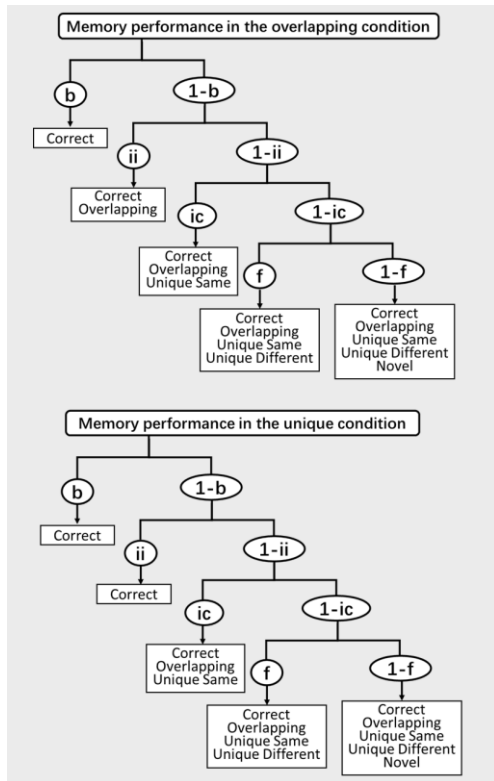 Memory performance in the overlapping condition
b
1-b
Correct
ii
1-ii
Correct
Overlapping
ic
1-ic
Correct
Overlapping
Unique Same
f
1-f
Correct
Overlapping
Unique Same
Unique Different
Correct
Overlapping
Unique Same
Unique Different
Novel
Memory performance in the unique condition
b
1-b
Correct
ii
1-ii
Correct
ic
1-ic
Correct
Overlapping
Unique Same
f
1-f
Correct
Overlapping
Unique Same
Unique Different
Correct
Overlapping
Unique Same
Unique Different
Novel